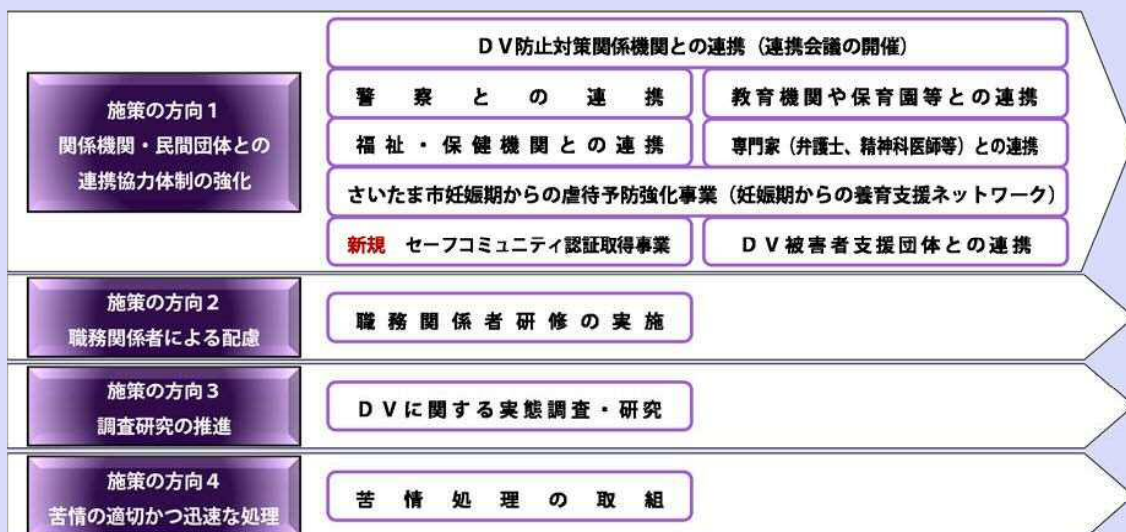 施策の方向1
関係機関・民間団体との
連携協力体制の強化
DV防止対策関係機関との連携（連携会議の開催）
警察との連携
教育機関や保育園等との連携
福祉・保健機関との連携
専門家（弁護士、精神科医師等）との連携
さいたま市妊娠期からの虐待予防強化事業（妊娠期からの養育支援ネットワーク）
新規 セーフコミュニティ認証取得事業
DV被害者支援団体との連携
施策の方向2
職務関係者による配慮
職務関係者研修の実施
施策の方向3
調査研究の推進
DVに関する実態調査・研究
施策の方向4
苦情の適切かつ迅速な処理
苦情処理の取組